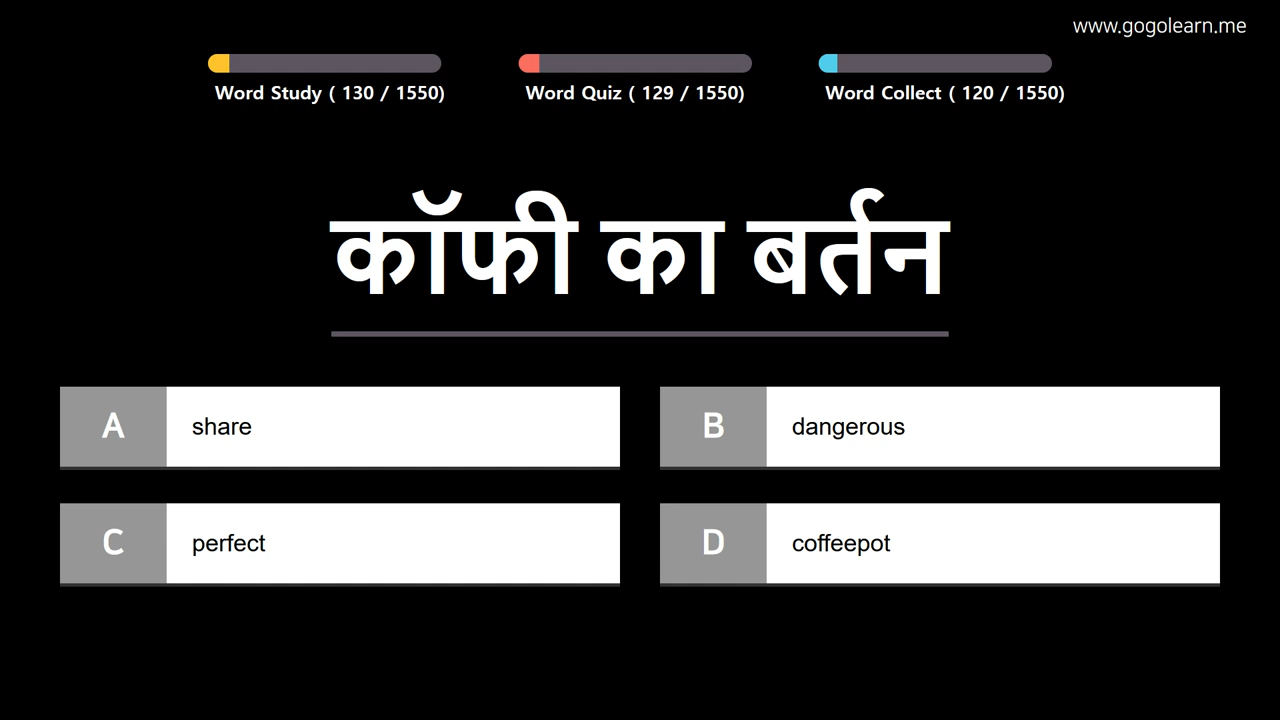 www.gogolearn.me
Word Study ( 130 / 1550)
Word Quiz ( 129 / 1550)
Word Collect ( 120 / 1550)
कॉफी का बर्तन
A share
B dangerous
C perfect
D coffeepot